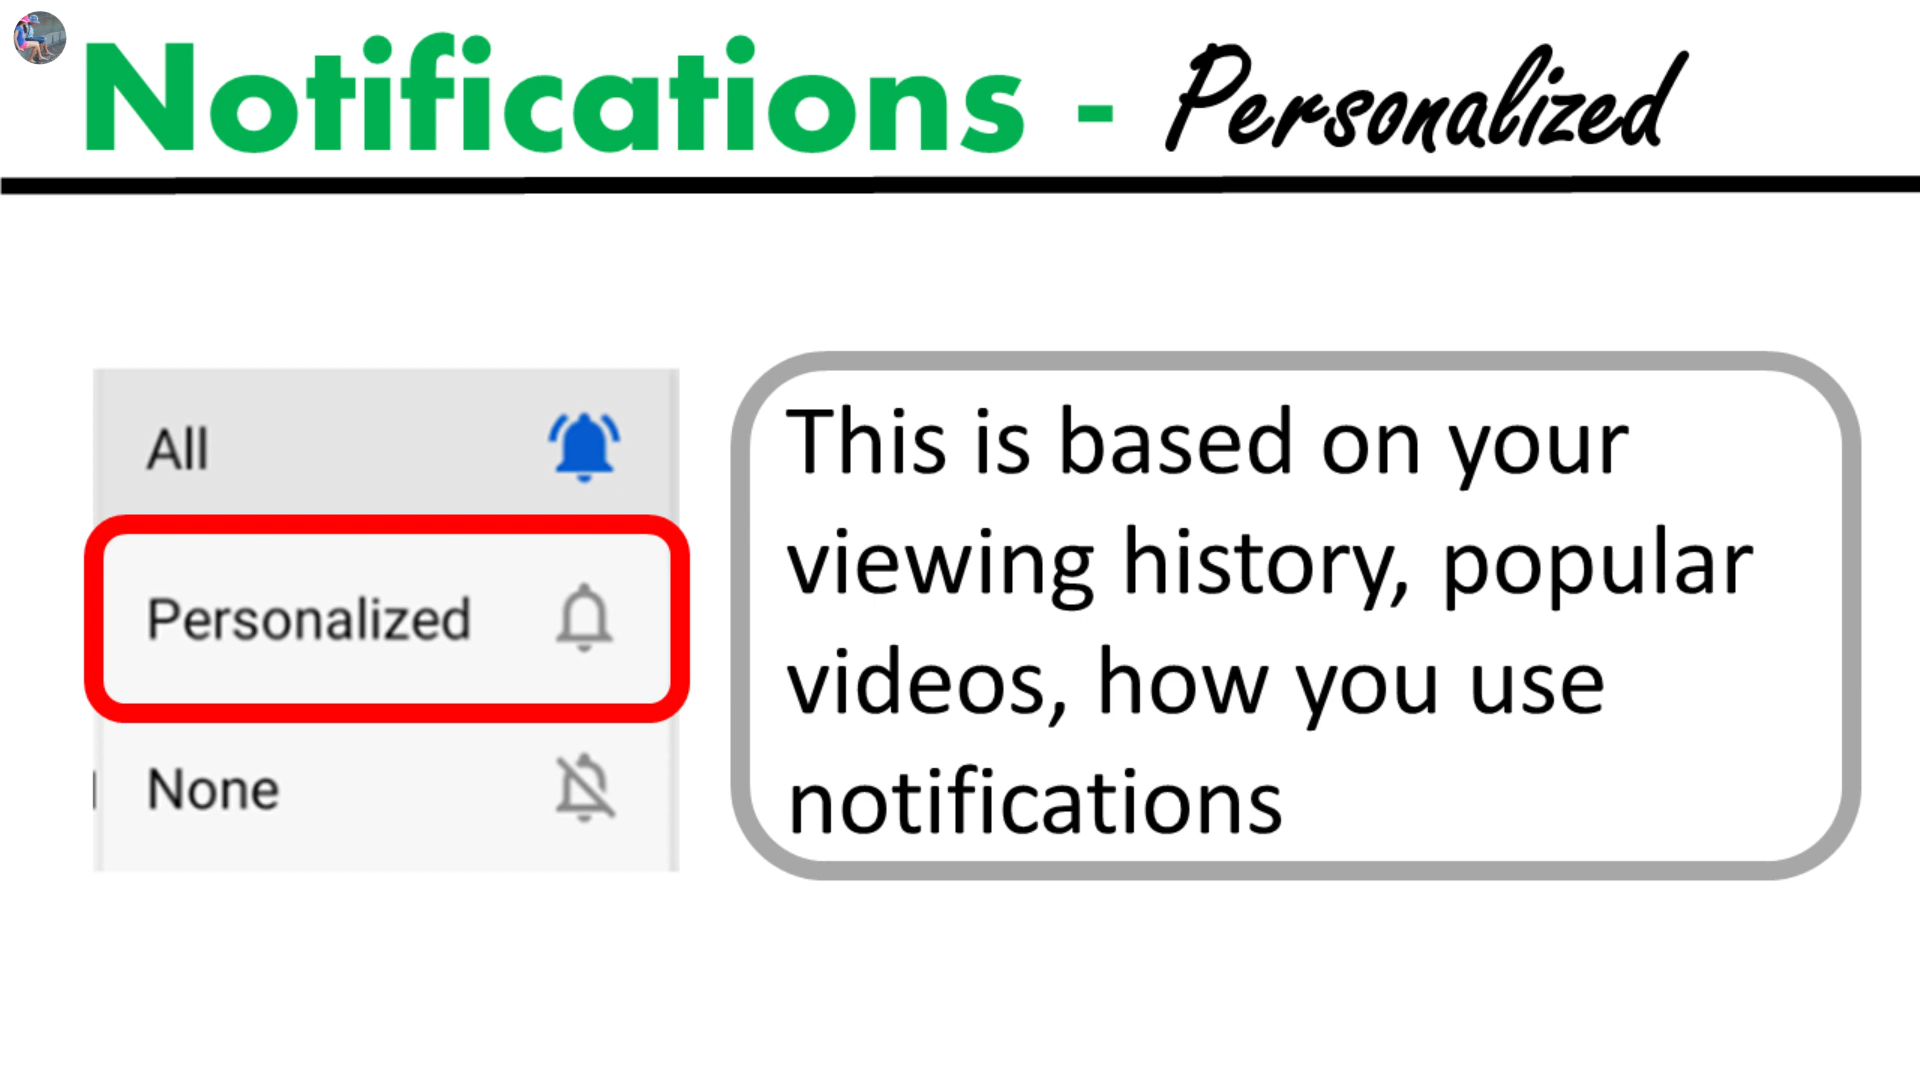 Notifications - Personalized
All
Personalized
None
This is based on your
viewing history, popular
videos, how you use
notifications